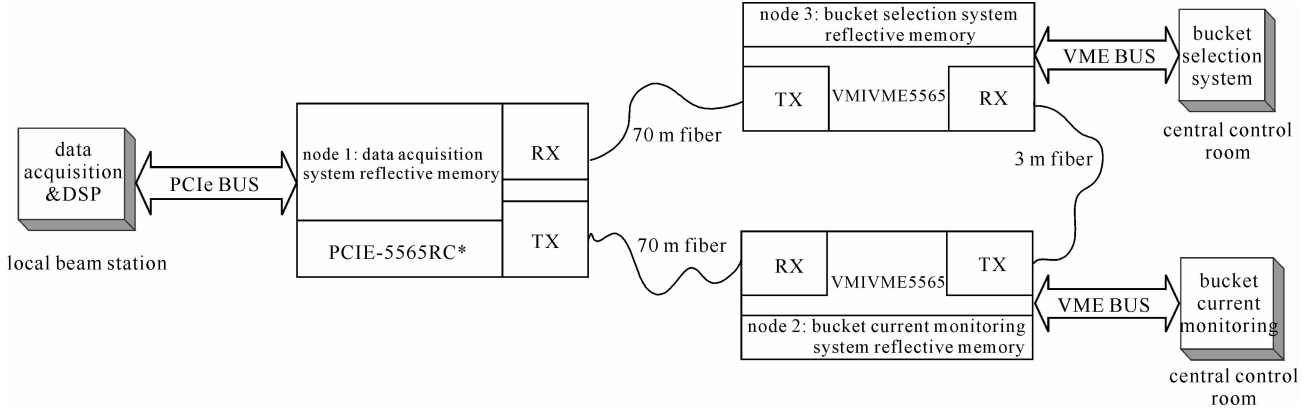 node 3: bucket selection system
reflective memory
TX
VMIVME5565
RX
VME BUS
bucket
selection
system
central control
room
70 m fiber
3 m fiber
data
acquisition
&DSP
local beam station
PCIe BUS
node 1: data acquisition
system reflective memory
PCIE-5565RC*
RX
TX
70 m fiber
RX
VMIVME5565
TX
node 2: bucket current monitoring
system reflective memory
VME BUS
bucket
current
monitoring
central control
room